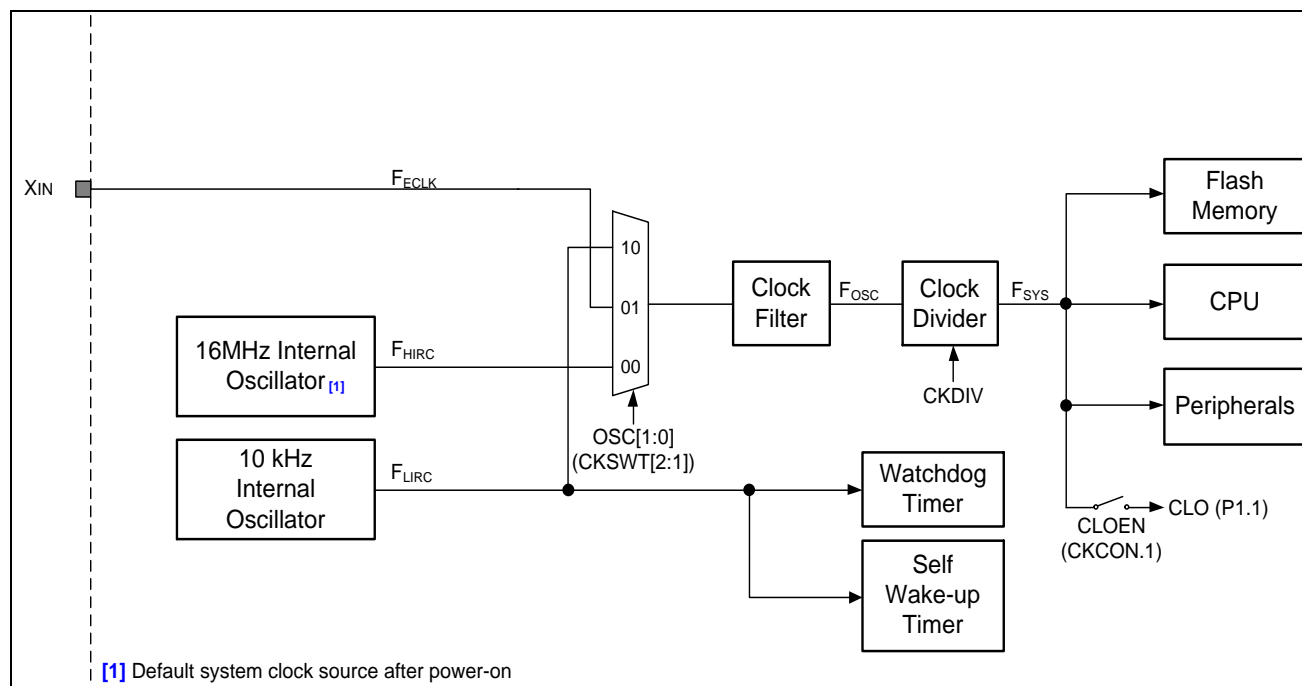 XIN
FECLK
10
01
00
16MHz Internal
Oscillator[1]
FHIRC
10 kHz
Internal
Oscillator
FLIRC
OSC[1:0]
(CKSWT[2:1])
Clock
Filter
FOSC
Clock
Divider
CKDIV
FSYS
Flash
Memory
CPU
Peripherals
CLO (P1.1)
CLOEN
(CKCON.1)
Watchdog
Timer
Self
Wake-up
Timer
[1] Default system clock source after power-on